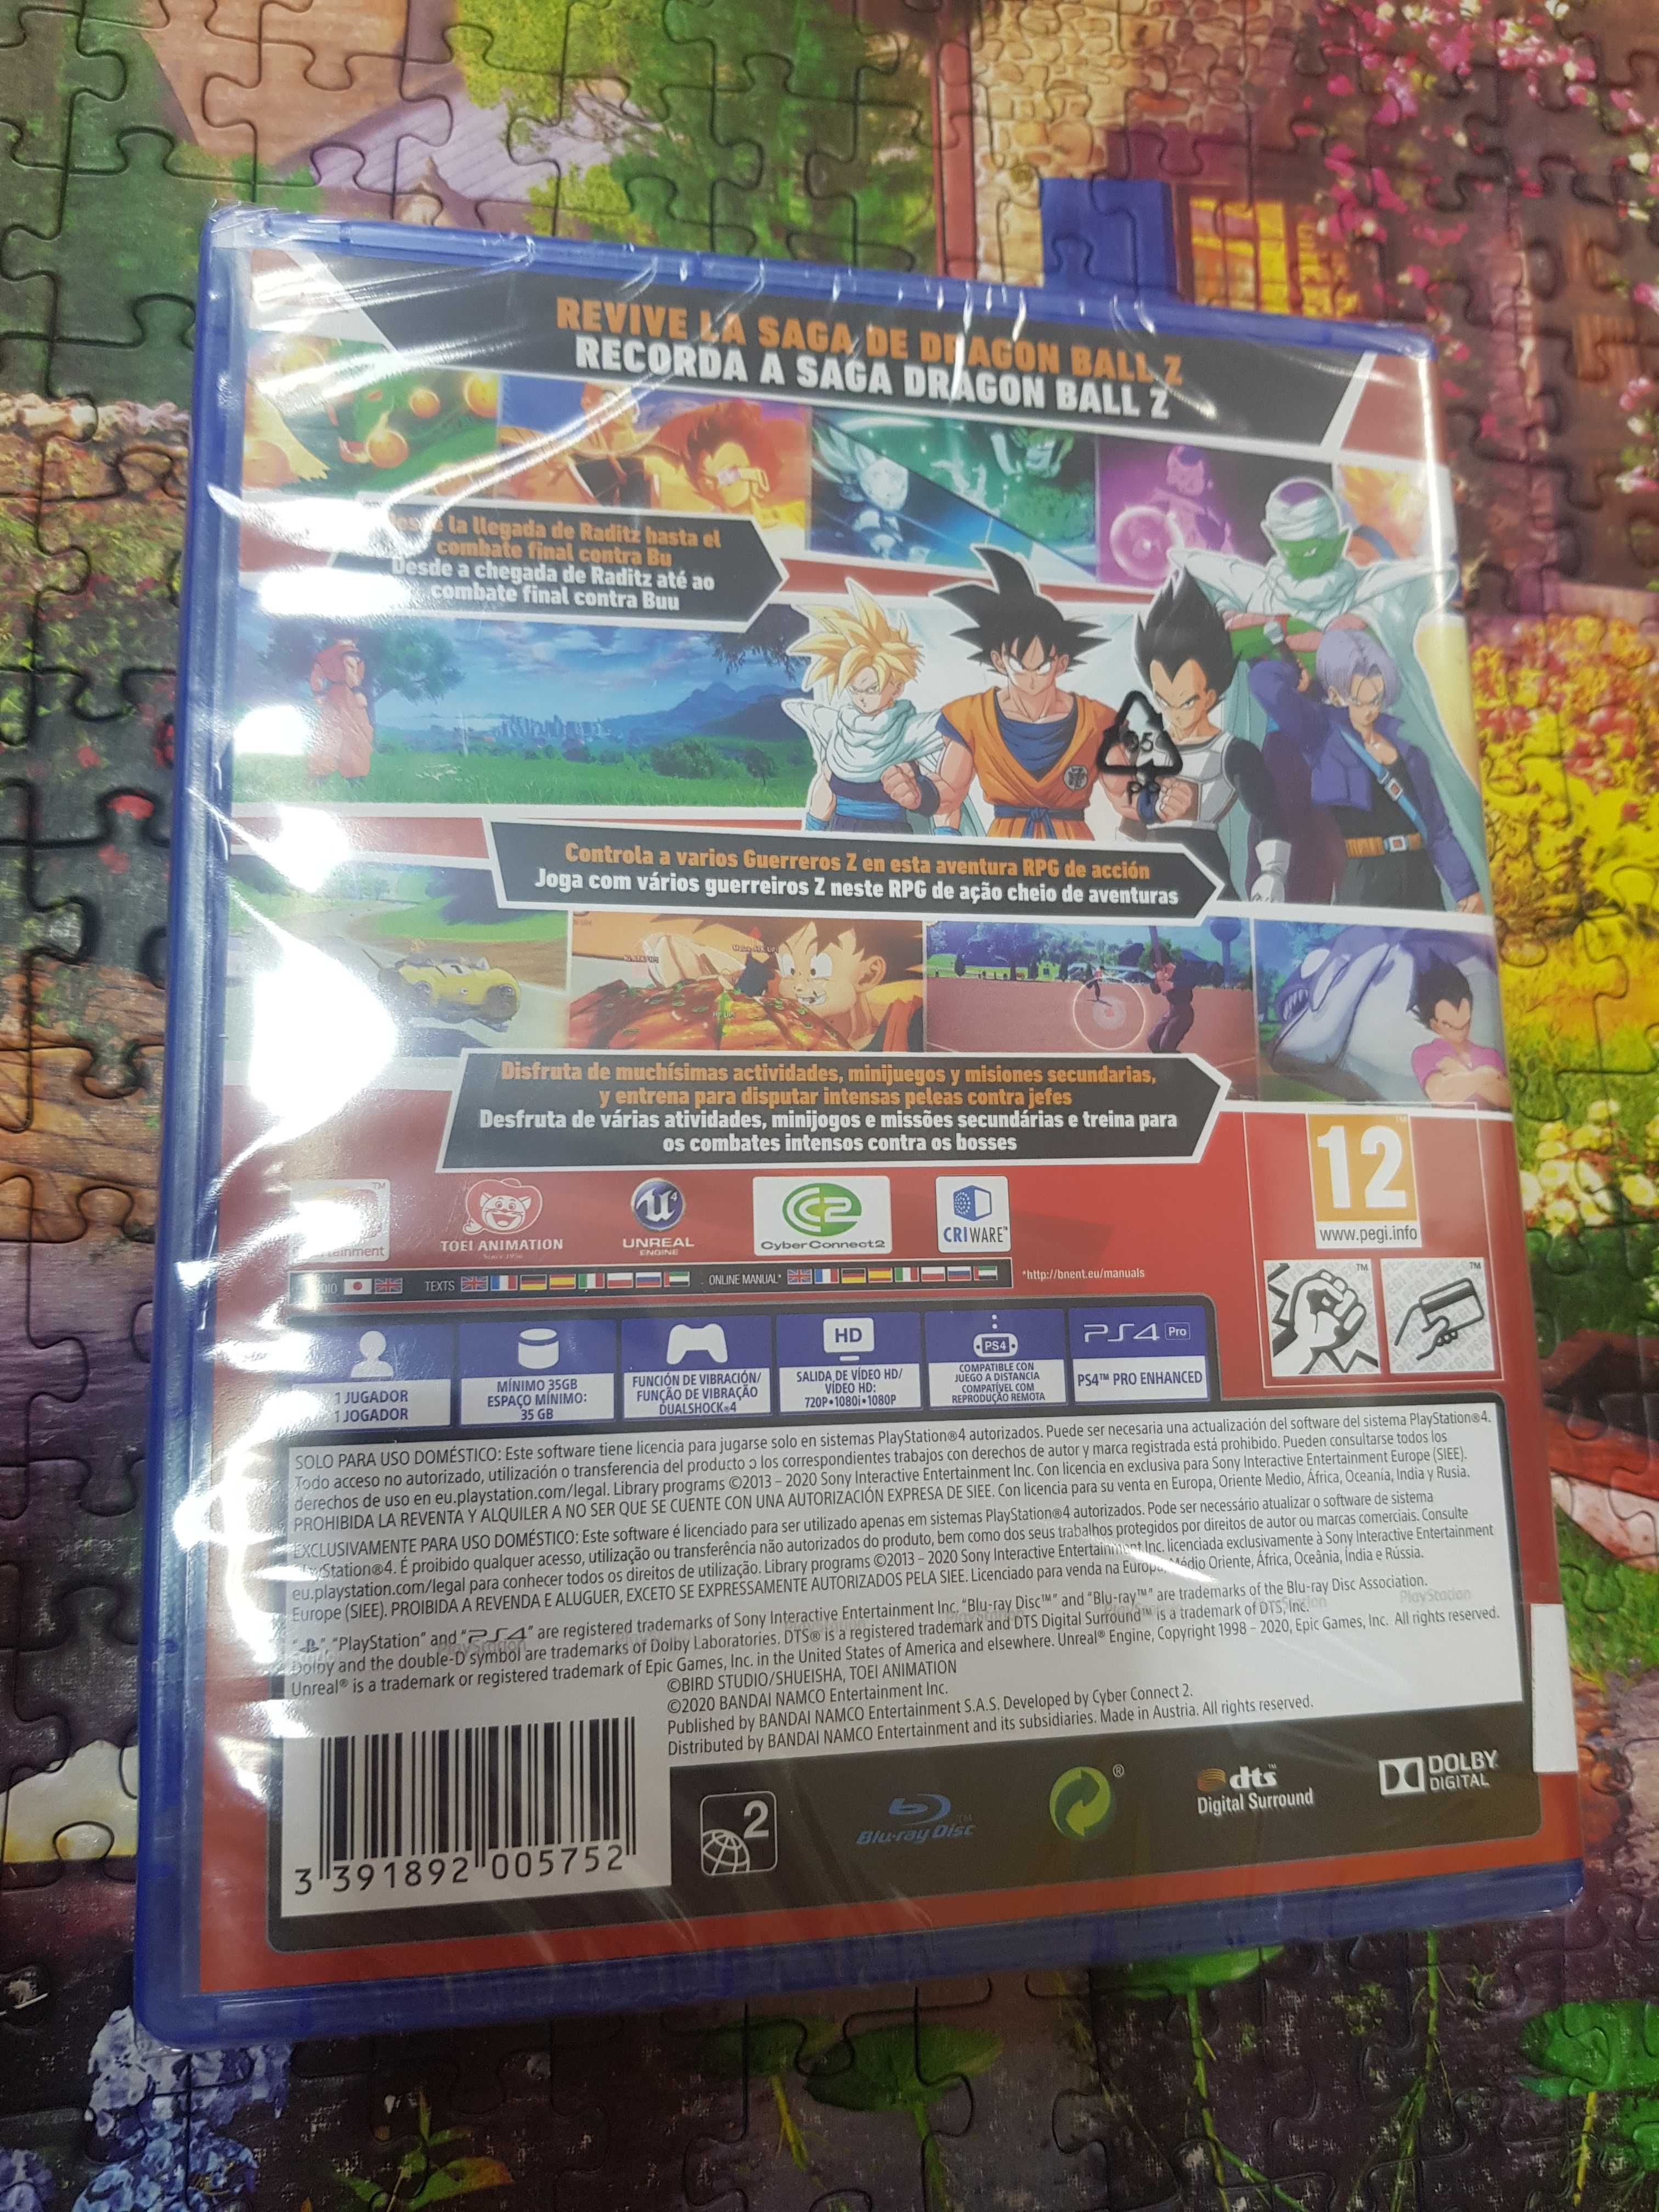 REVIVE LA SAGA DE DRAGON BALL Z
RECORDA A SAGA DRAGON BALL Z
la llegada de Raditz hasta el
combate final contra Bu
Desde a chegada de Raditz até ao
combate final contra Buu
Controla a varios Guerreros Z en esta aventura RPG de acción
Joga com vários guerreiros Z neste RPG de ação cheio de aventuras
Disfruta de muchísimas actividades, minijuegos y misiones secundarias,
y entrena para disputar intensas peleas contra jefes
Desfruta de várias atividades, minijogos e missões secundárias e treina para
os combates intensos contra os bosses
12
www.pegi.info
TOEI ANIMATION
UNREAL
ENGINE
CyberConnect2
CRIWARE™
TEXTS
ONLINE MANUAL*
*http://bnent.eu/manuals
1 JUGADOR
1 JOGADOR
MÍNIMO 35GB
ESPAÇO MÍNIMO:
35 GB
FUNCIÓN DE VIBRACIÓN/
FUNÇÃO DE VIBRAÇÃO
DUALSHOCK®4
HD
SALIDA DE VÍDEO HD/
VÍDEO HD:
720P•1080i•1080P
PS4
COMPATIBLE CON
JUEGO A DISTANCIA
COMPATÍVEL COM
REPRODUÇÃO REMOTA
PS4 Pro
PS4™ PRO ENHANCED
SOLO PARA USO DOMÉSTICO: Este software tiene licencia para jugarse solo en sistemas PlayStation®4 autorizados. Puede ser necesaria una actualización del software del sistema PlayStation®4.
Todo acceso no autorizado, utilización o transferencia del producto o los correspondientes trabajos con derechos de autor y marca registrada está prohibido. Pueden consultarse todos los
derechos de uso en eu.playstation.com/legal. Library programs ©2013 – 2020 Sony Interactive Entertainment Inc. Con licencia en exclusiva para Sony Interactive Entertainment Europe (SIEE).
PROHIBIDA LA REVENTA Y ALQUILER A NO SER QUE SE CUENTE CON UNA AUTORIZACIÓN EXPRESA DE SIEE. Con licencia para su venta en Europa, Oriente Medio, África, Oceanía, India y Rusia.
EXCLUSIVAMENTE PARA USO DOMÉSTICO: Este software é licenciado para ser utilizado apenas em sistemas PlayStation®4 autorizados. Pode ser necessário atualizar o software de sistema
PlayStation®4. É proibido qualquer acesso, utilização ou transferência não autorizados do produto, bem como dos seus trabalhos protegidos por direitos de autor ou marcas comerciais. Consulte
eu.playstation.com/legal para conhecer todos os direitos de utilização. Library programs ©2013 – 2020 Sony Interactive Entertainment Inc. licenciada exclusivamente à Sony Interactive Entertainment
Europe (SIEE). PROIBIDA A REVENDA E ALUGUER, EXCETO SE EXPRESSAMENTE AUTORIZADOS PELA SIEE. Licenciado para venda na Europa, Médio Oriente, África, Oceânia, Índia e Rússia.
"PlayStation" and "PS4" are registered trademarks of Sony Interactive Entertainment Inc. "Blu-ray Disc™" and "Blu-ray™" are trademarks of the Blu-ray Disc Association.
Dolby and the double-D symbol are trademarks of Dolby Laboratories. DTS® is a registered trademark and DTS Digital Surround™ is a trademark of DTS, Inc.
Unreal® is a trademark or registered trademark of Epic Games, Inc. in the United States of America and elsewhere. Unreal® Engine, Copyright 1998 – 2020, Epic Games, Inc. All rights reserved.
©BIRD STUDIO/SHUEISHA, TOEI ANIMATION
©2020 BANDAI NAMCO Entertainment Inc.
Published by BANDAI NAMCO Entertainment S.A.S. Developed by Cyber Connect 2.
Distributed by BANDAI NAMCO Entertainment and its subsidiaries. Made in Austria. All rights reserved.
3 391892 005752
2
Blu-ray Disc™
dts
Digital Surround
DOLBY
DIGITAL